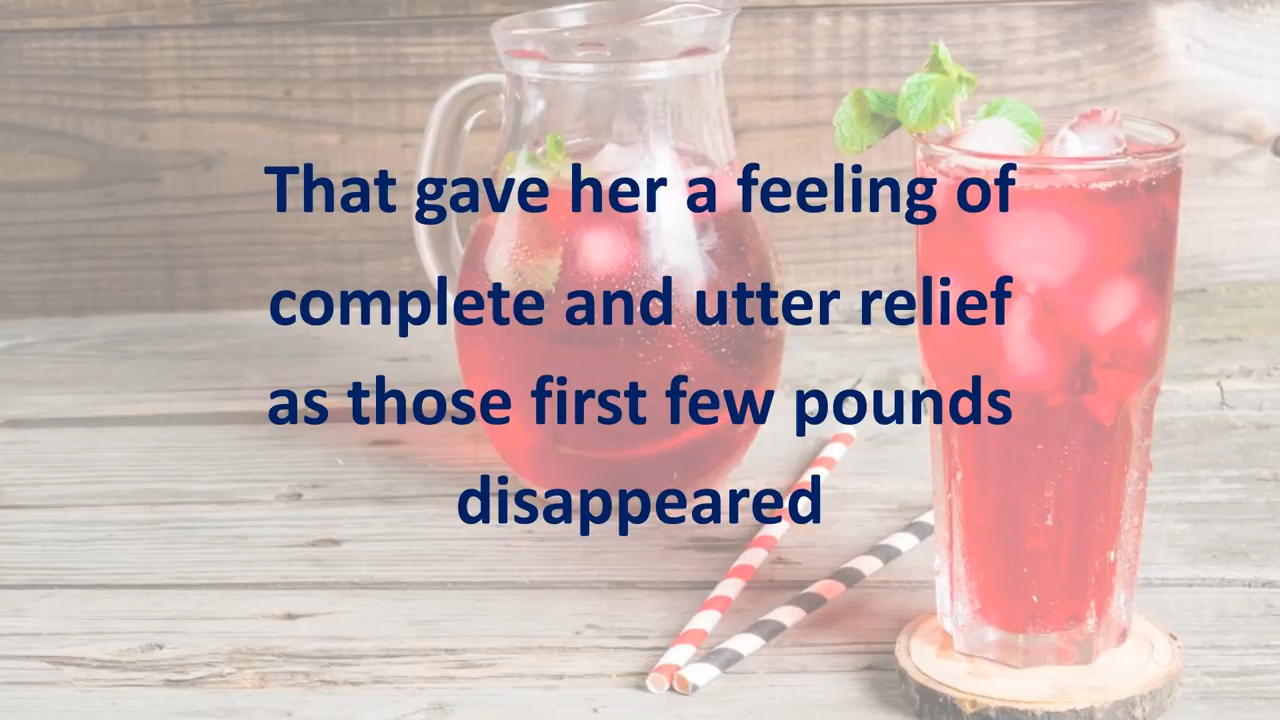 That gave her a feeling of
complete and utter relief
as those first few pounds
disappeared